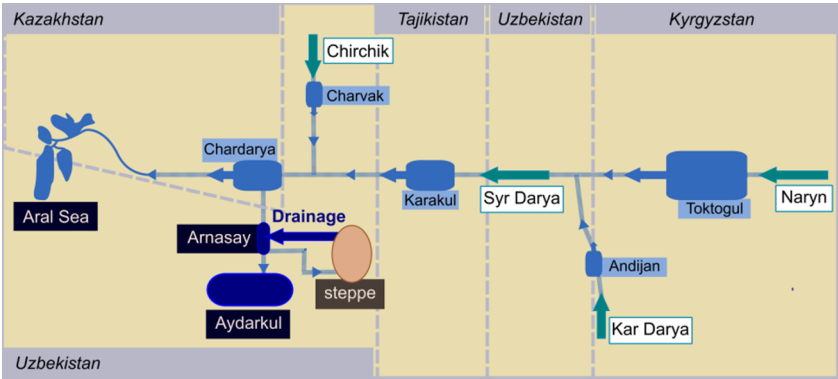 Kazakhstan
Tajikistan
Uzbekistan
Kyrgyzstan
Chirchik
Charvak
Chardarya
Karakul
Syr Darya
Toktogul
Naryn
Aral Sea
Arnasay
Drainage
Andijan
steppe
Aydarkul
Kar Darya
Uzbekistan